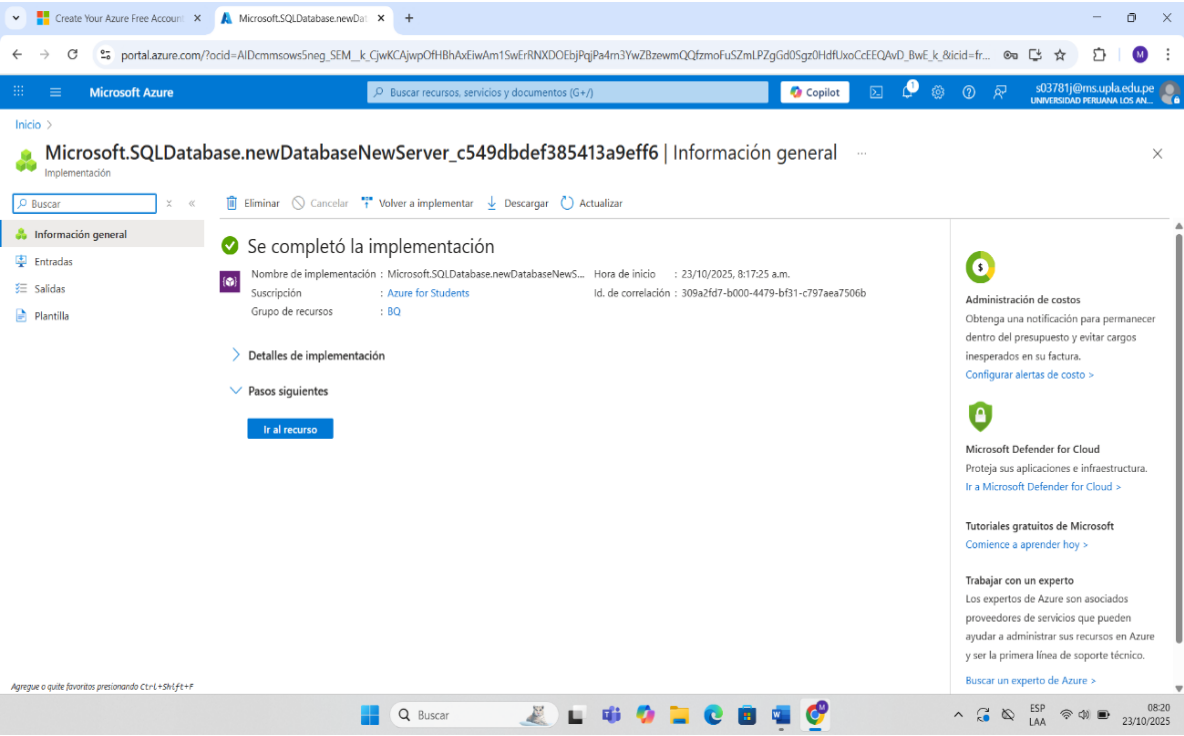 Create Your Azure Free Accoun
Microsoft.SQLDatabase.newDat
portal.azure.com/?ocid=AIDcmmsows5neg_SEM__k_CjwKCAjwpOfHBhAxEiwAm1SwErRNXDOEbjPqjPa4m3YwZBzewmQQfzmoFuSZmLPZgGd0Sgz0HdfUxoCcEEQAvD_BwE_k_&icid=fr...
M
Microsoft Azure
Buscar recursos, servicios y documentos (G+/)
Copilot
1
s03781j@ms.upla.edu.pe
UNIVERSIDAD PERUANA LOS AN...
Inicio >
Microsoft.SQLDatabase.newDatabaseNewServer_c549dbdef385413a9eff6 | Información general ...
Implementación
Buscar
Eliminar Cancelar Volver a implementar Descargar Actualizar
Información general
Entradas
Salidas
Plantilla
Se completó la implementación
Nombre de implementación : Microsoft.SQLDatabase.newDatabaseNewS...
Suscripción : Azure for Students
Grupo de recursos : BQ
Hora de inicio : 23/10/2025, 8:17:25 a.m.
Id. de correlación : 309a2fd7-b000-4479-bf31-c797aea7506b
Detalles de implementación
Pasos siguientes
Ir al recurso
Administración de costos
Obtenga una notificación para permanecer
dentro del presupuesto y evitar cargos
inesperados en su factura.
Configurar alertas de costo >
Microsoft Defender for Cloud
Proteja sus aplicaciones e infraestructura.
Ir a Microsoft Defender for Cloud >
Tutoriales gratuitos de Microsoft
Comience a aprender hoy >
Trabajar con un experto
Los expertos de Azure son asociados
proveedores de servicios que pueden
ayudar a administrar sus recursos en Azure
y ser la primera línea de soporte técnico.
Buscar un experto de Azure >
Agregue o quite favoritos presionando Ctrl+Shift+F
Buscar
ESP
LAA
08:20
23/10/2025